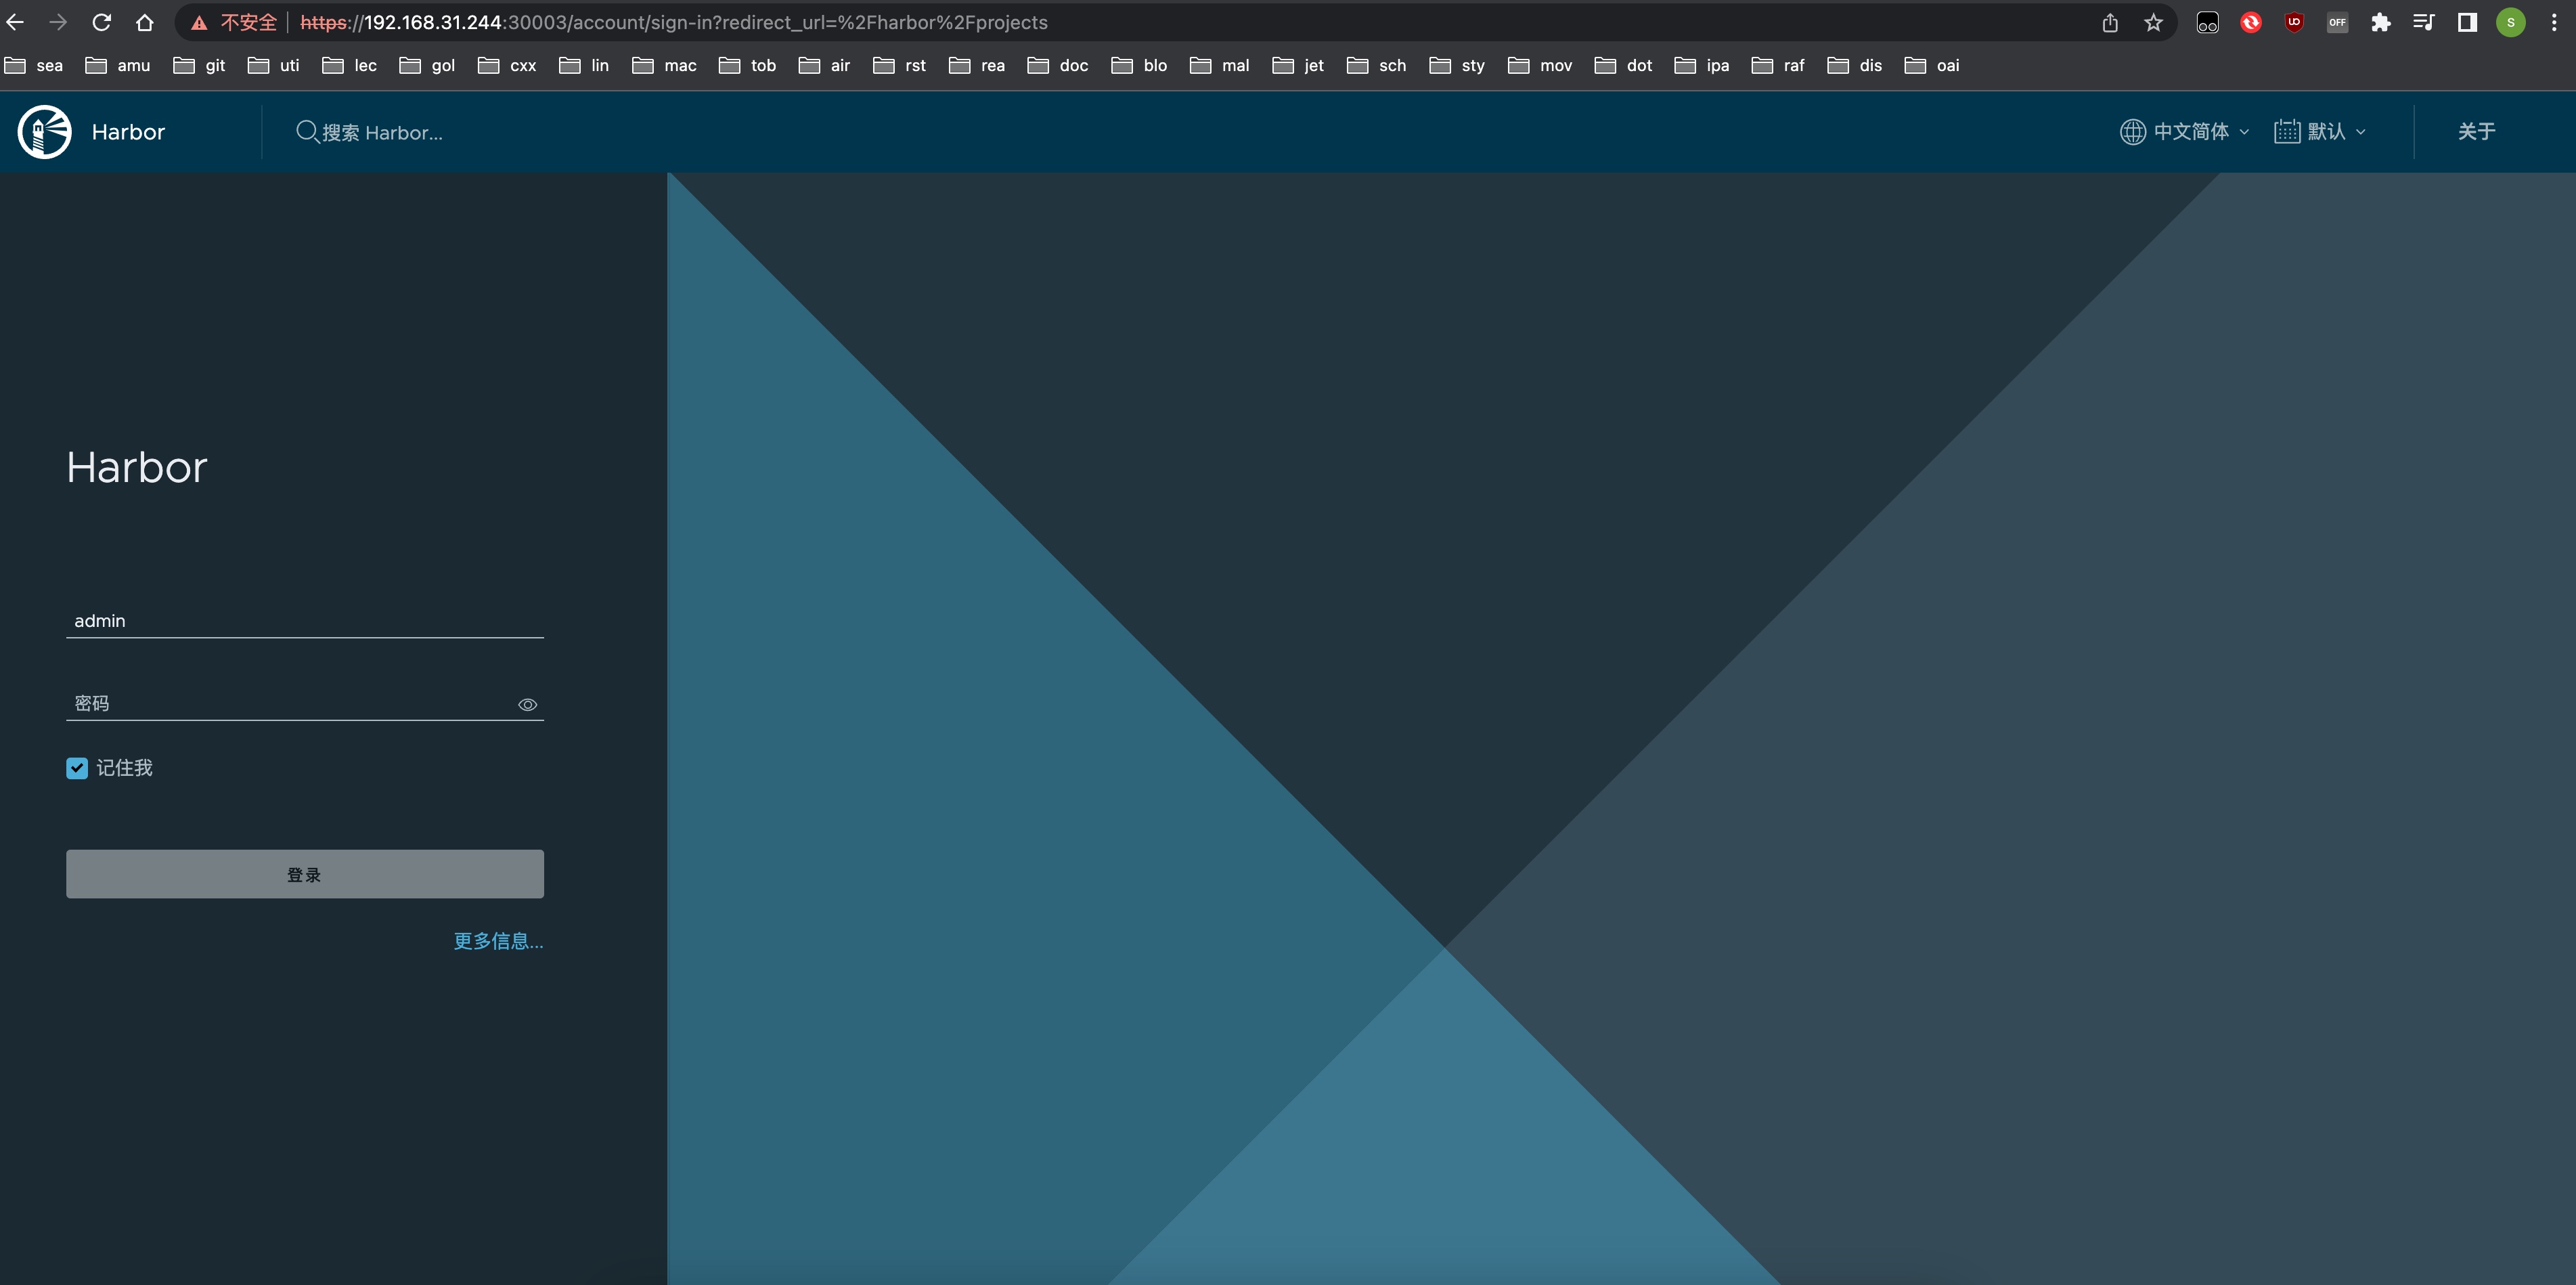 不安全 https://192.168.31.244:30003/account/sign-in?redirect_url=%2Fharbor%2Fprojects OFF S
sea amu git uti lec gol cxx lin mac tob air rst rea doc blo mal jet sch sty mov dot ipa raf dis oai
Harbor 搜索 Harbor... 中文简体 默认 关于
Harbor
admin
密码
记住我
登录
更多信息...